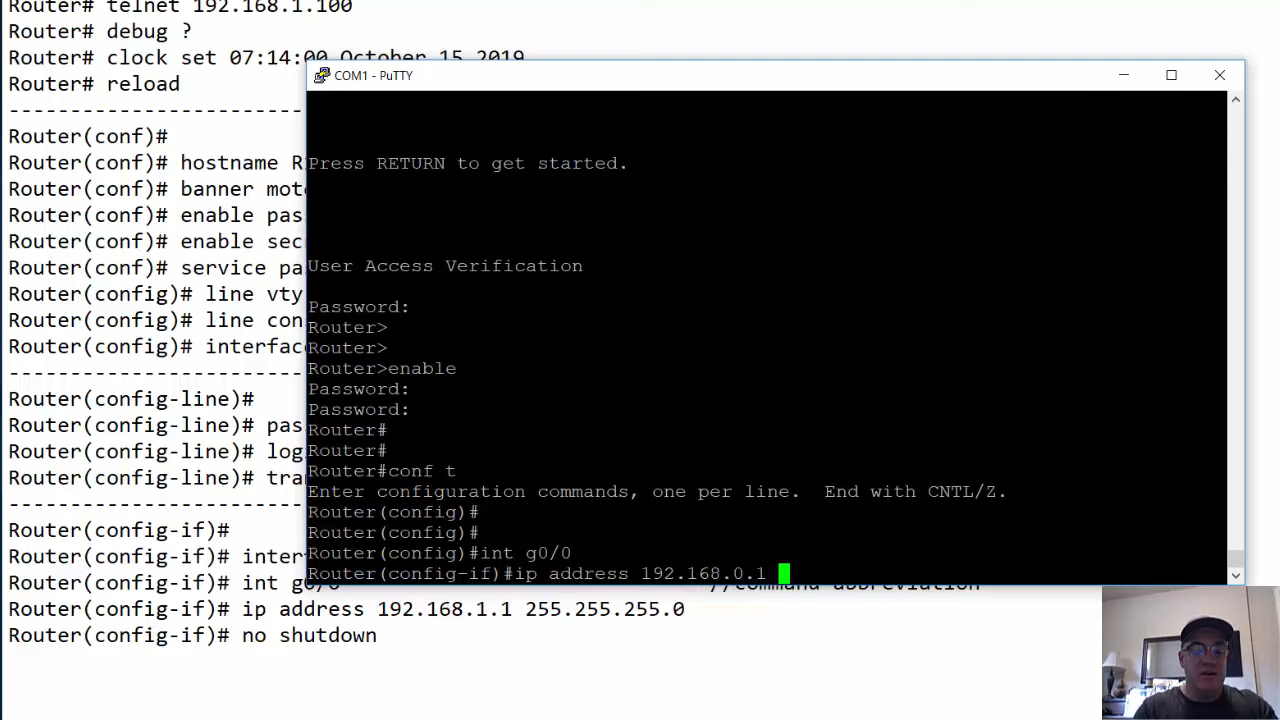 Router# telnet 192.168.1.100
Router# debug ?
Router# clock set 07:14:00 October 15 2019
Router# reload
Router(conf)#
Router(conf)# hostname R
Router(conf)# banner mot
Router(conf)# enable pas
Router(conf)# enable sec
Router(conf)# service pa
Router(config)# line vty
Router(config)# line con
Router(config)# interfac
Router(config-line)#
Router(config-line)# pas
Router(config-line)# log
Router(config-line)# tra
Router(config-if)#
Router(config-if)# inter
Router(config-if)# int g0/0 //command abbreviation
Router(config-if)# ip address 192.168.1.1 255.255.255.0
Router(config-if)# no shutdown
COM1 - PuTTY
Press RETURN to get started.
User Access Verification
Password:
Router>
Router>
Router>enable
Password:
Password:
Router#
Router#
Router#conf t
Enter configuration commands, one per line.  End with CNTL/Z.
Router(config)#
Router(config)#
Router(config)#int g0/0
Router(config-if)#ip address 192.168.0.1